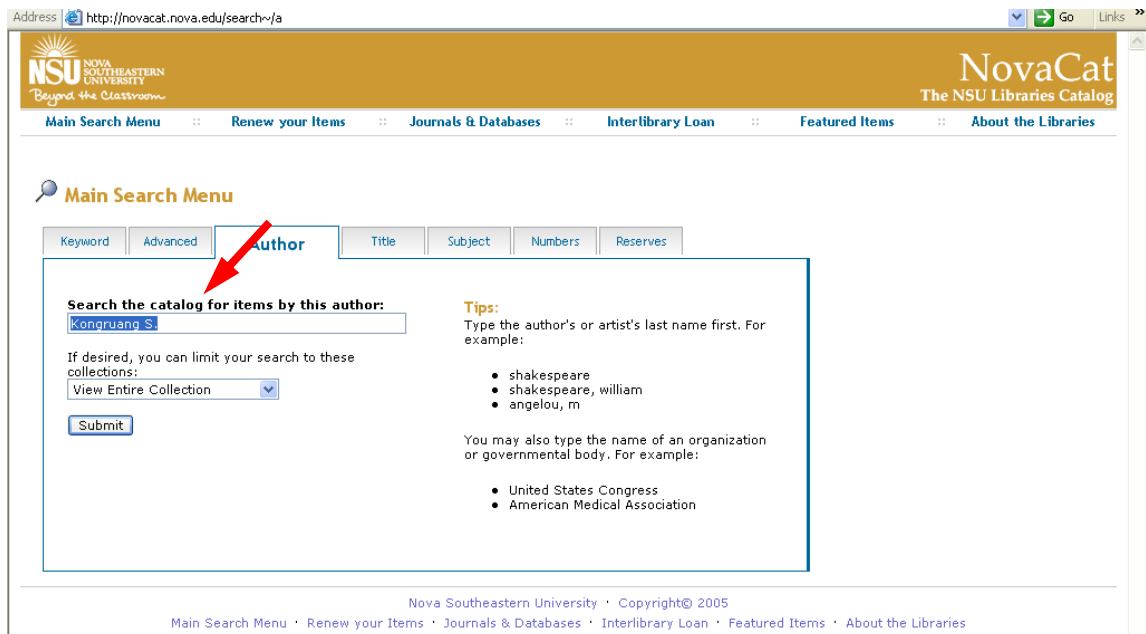 Address http://novacat.nova.edu/search~/a Go Links »
NSU NOVA SOUTHEASTERN UNIVERSITY
Beyond the Classroom
NovaCat
The NSU Libraries Catalog
Main Search Menu :: Renew your Items :: Journals & Databases :: Interlibrary Loan :: Featured Items :: About the Libraries
Main Search Menu
Keyword Advanced Author Title Subject Numbers Reserves
Search the catalog for items by this author:
Kongruang S.
If desired, you can limit your search to these
collections:
View Entire Collection
Submit
Tips:
Type the author's or artist's last name first. For
example:
• shakespeare
• shakespeare, william
• angelou, m
You may also type the name of an organization
or governmental body. For example:
• United States Congress
• American Medical Association
Nova Southeastern University · Copyright© 2005
Main Search Menu · Renew your Items · Journals & Databases · Interlibrary Loan · Featured Items · About the Libraries